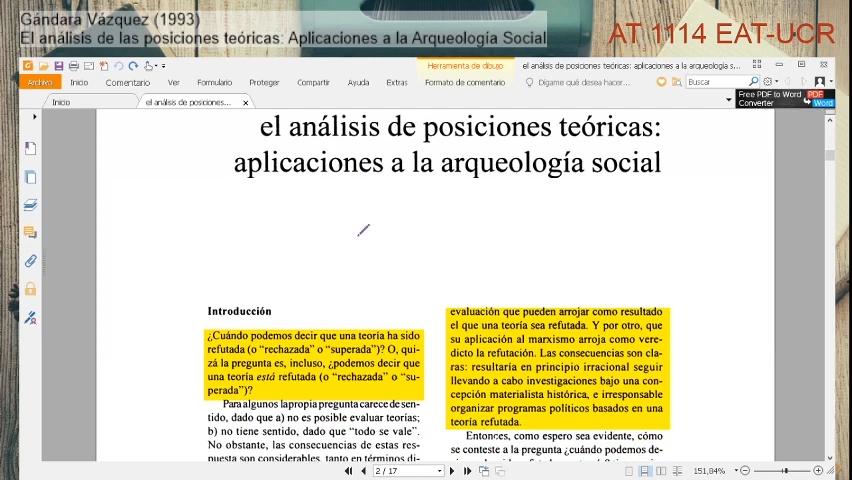 Gándara Vázquez (1993)
El análisis de las posiciones teóricas: Aplicaciones a la Arqueología Social
AT 1114 EAT-UCR
Herramienta de dibujo
el análisis de posiciones teóricas: aplicaciones a la arqueología s...
Archivo Inicio Comentario Ver Formulario Proteger Compartir Ayuda Extras Formato de comentario Dígame qué desea hacer... Buscar
Inicio el análisis de posiciones...
Free PDF to Word PDF
Converter Word
el análisis de posiciones teóricas:
aplicaciones a la arqueología social
Introducción
¿Cuándo podemos decir que una teoría ha sido
refutada (o “rechazada” o “superada”)? O, qui-
zá la pregunta es, incluso, ¿podemos decir que
una teoría está refutada (o “rechazada” o “su-
perada”)?
Para algunos la propia pregunta carece de sen-
tido, dado que a) no es posible evaluar teorías;
b) no tiene sentido, dado que “todo se vale”.
No obstante, las consecuencias de estas res-
puesta son considerables, tanto en términos di-
evaluación que pueden arrojar como resultado
el que una teoría sea refutada. Y por otro, que
su aplicación al marxismo arroja como vere-
dicto la refutación. Las consecuencias son cla-
ras: resultaría en principio irracional seguir
llevando a cabo investigaciones bajo una con-
cepción materialista histórica, e irresponsable
organizar programas políticos basados en una
teoría refutada.
Entonces, como espero sea evidente, cómo
se conteste a la pregunta ¿cuándo podemos de-
2 / 17
151,84%